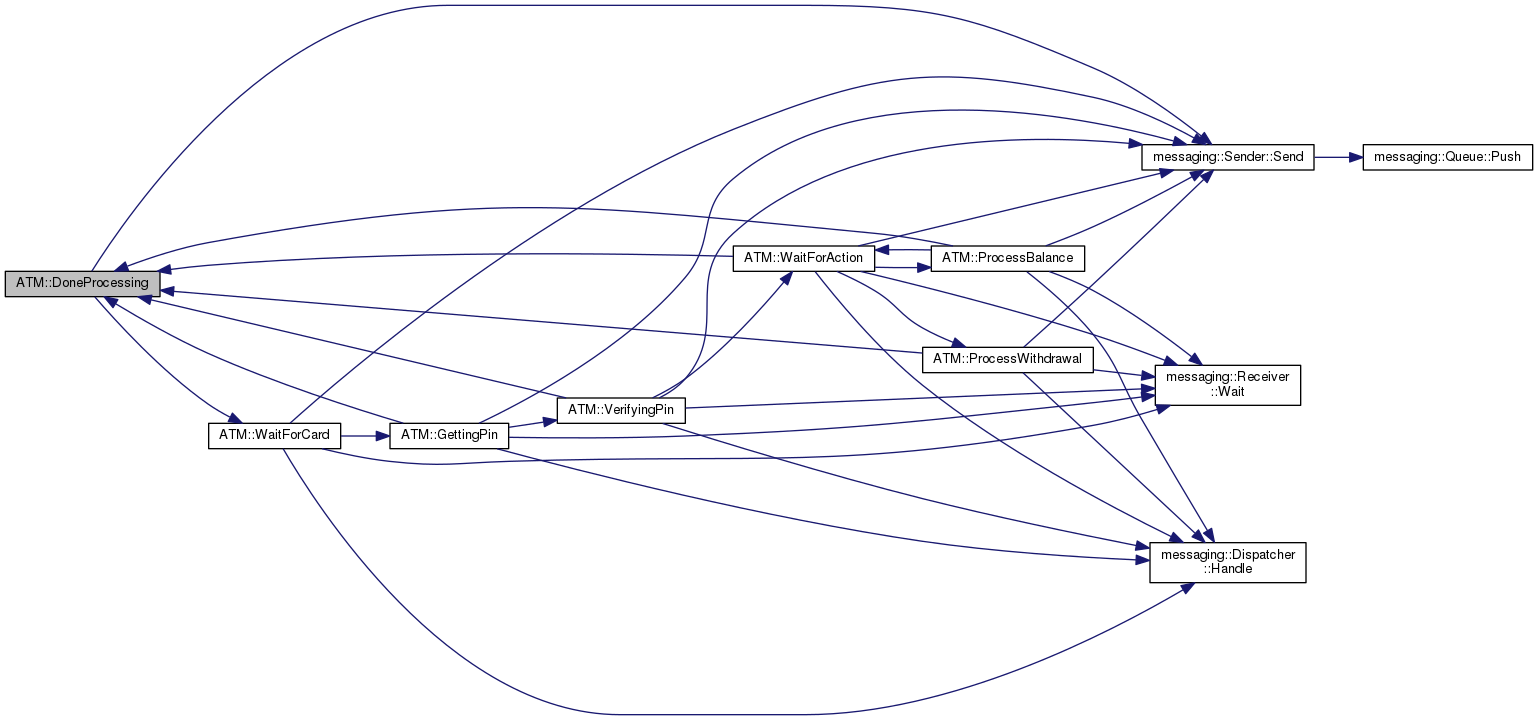 messaging::Sender::Send
messaging::Queue::Push
ATM::WaitForAction
ATM::ProcessBalance
ATM::DoneProcessing
ATM::ProcessWithdrawal
messaging::Receiver
::Wait
ATM::VerifyingPin
ATM::WaitForCard
ATM::GettingPin
messaging::Dispatcher
::Handle